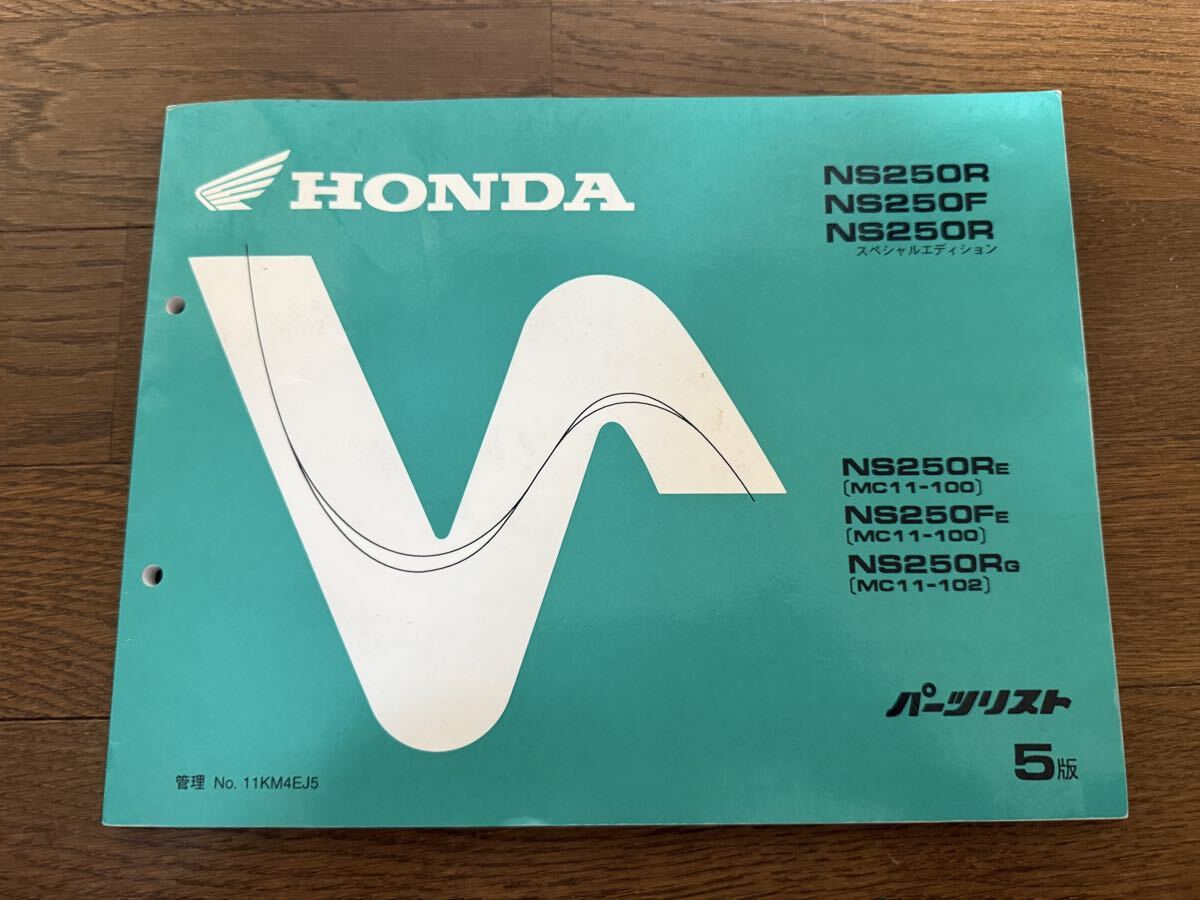 HONDA
NS250R
NS250F
NS250R
スペシャルエディション
NS250RE
〔MC11-100〕
NS250FE
〔MC11-100〕
NS250RG
〔MC11-102〕
パーツリスト
5版
管理 No. 11KM4EJ5